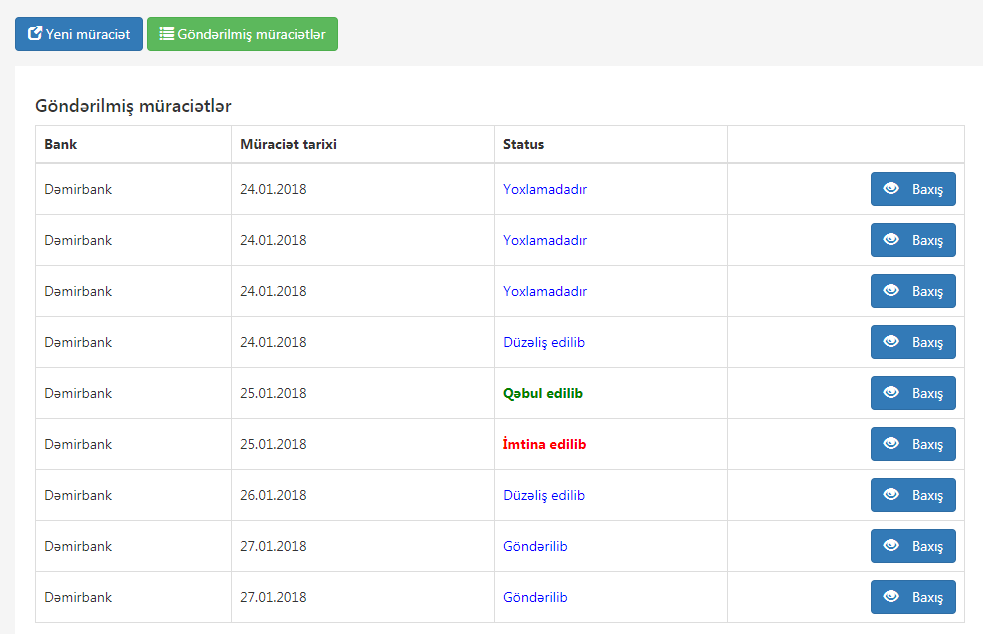 Yeni müraciət Göndərilmiş müraciətlər
Göndərilmiş müraciətlər
Bank Müraciət tarixi Status
Dəmirbank 24.01.2018 Yoxlamadadır Baxış
Dəmirbank 24.01.2018 Yoxlamadadır Baxış
Dəmirbank 24.01.2018 Yoxlamadadır Baxış
Dəmirbank 24.01.2018 Düzəliş edilib Baxış
Dəmirbank 25.01.2018 Qəbul edilib Baxış
Dəmirbank 25.01.2018 İmtina edilib Baxış
Dəmirbank 26.01.2018 Düzəliş edilib Baxış
Dəmirbank 27.01.2018 Göndərilib Baxış
Dəmirbank 27.01.2018 Göndərilib Baxış